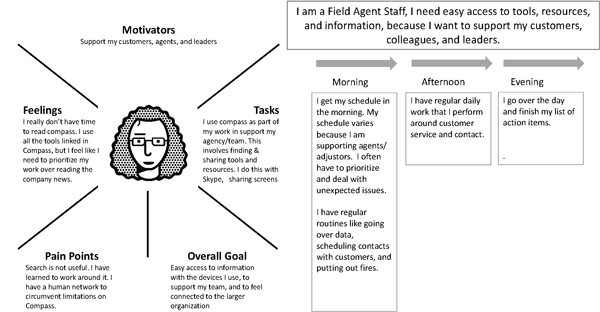 Motivators
Support my customers, agents, and leaders
Feelings
I really don't have time
to read compass. I use
all the tools linked in
Compass, but I feel like I
need to prioritize my
work over reading the
company news.
Tasks
I use compass as part of
my work in support my
agency/team. This
involves finding &
sharing tools and
resources. I do this with
Skype, sharing screens
Pain Points
Search is not useful. I have
learned to work around it. I
have a human network to
circumvent limitations on
Compass.
Overall Goal
Easy access to information
with the devices I use, to
support my team, and to feel
connected to the larger
organization
I am a Field Agent Staff, I need easy access to tools, resources,
and information, because I want to support my customers,
colleagues, and leaders.
Morning
I get my schedule in
the morning. My
schedule varies
because I am
supporting agents/
adjustors. I often
have to prioritize
and deal with
unexpected issues.
I have regular
routines like going
over data,
scheduling contacts
with customers, and
putting out fires.
Afternoon
I have regular daily
work that I perform
around customer
service and contact.
Evening
I go over the day
and finish my list of
action items.
.